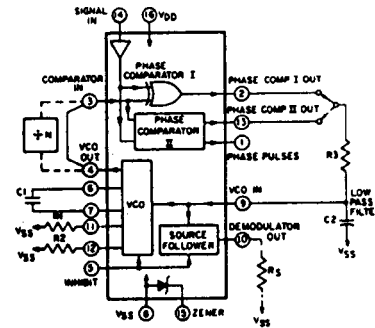 SIGNAL IN
14
16 VDD
PHASE COMPARATOR I
COMPARATOR IN
3
PHASE COMP I OUT
2
PHASE COMP II OUT
13
÷N
PHASE COMPARATOR II
1
PHASE PULSES
VCO OUT
4
R3
C1
6
7
VCO
VCO IN
9
LOW PASS FILTE
C2
VSS
VSS R1
11
VSS R2
12
SOURCE FOLLOWER
DEMODULATOR OUT
10
5
INHIBIT
RS
VSS
VSS 6
15 ZENER